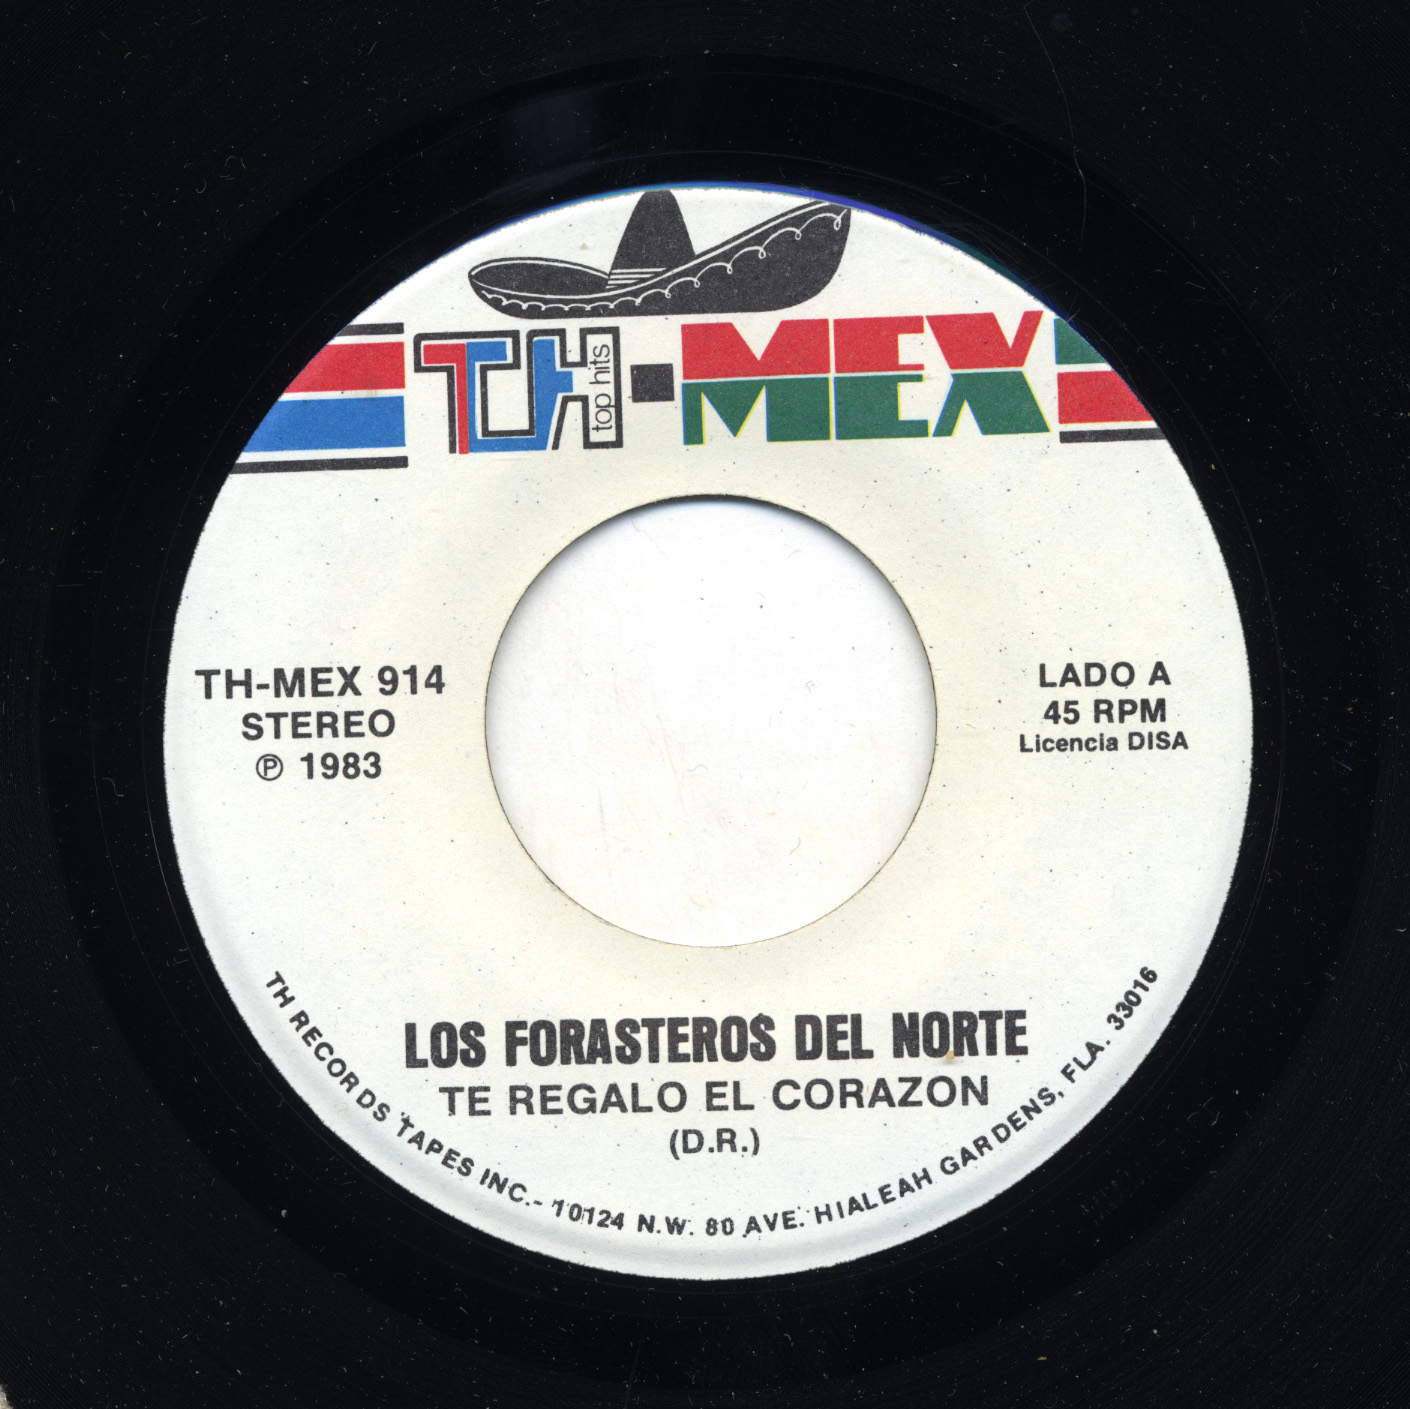 TH-MEX
top hits
TH-MEX 914
STEREO
℗ 1983
LADO A
45 RPM
Licencia DISA
LOS FORASTEROS DEL NORTE
TE REGALO EL CORAZON
(D.R.)
TH RECORDS TAPES INC.- 10124 N.W. 80 AVE. HIALEAH GARDENS, FLA. 33016